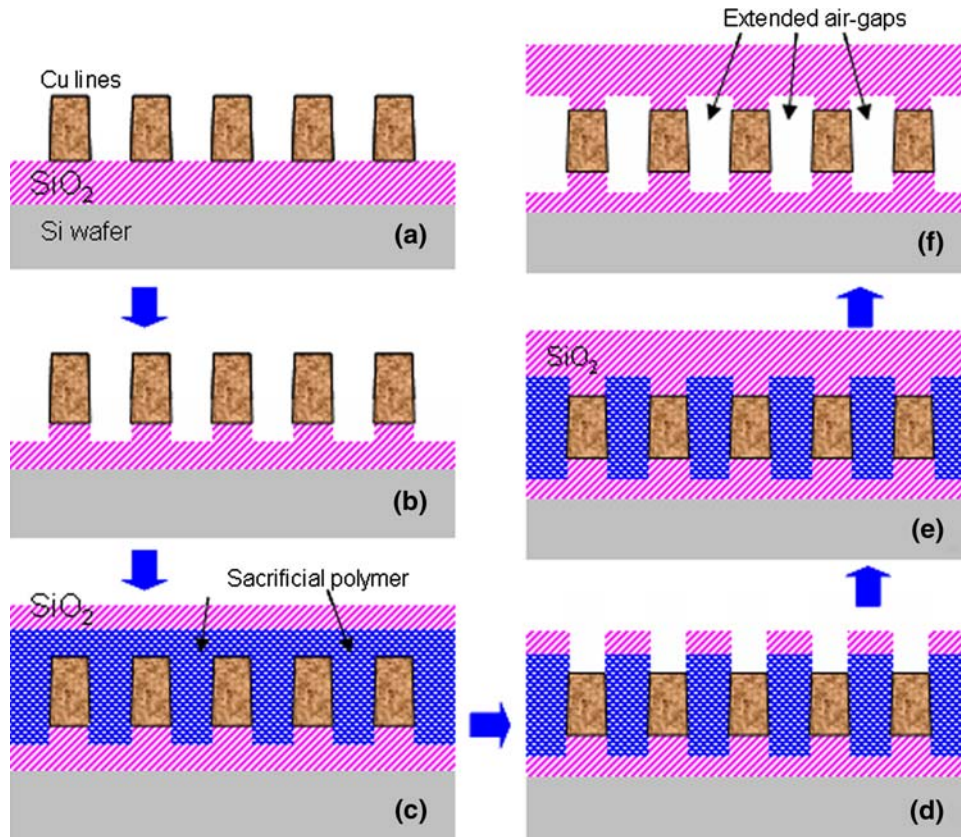 Cu lines
SiO₂
Si wafer
(a)
(b)
Sacrificial polymer
SiO₂
(c)
(d)
SiO₂
(e)
Extended air-gaps
(f)